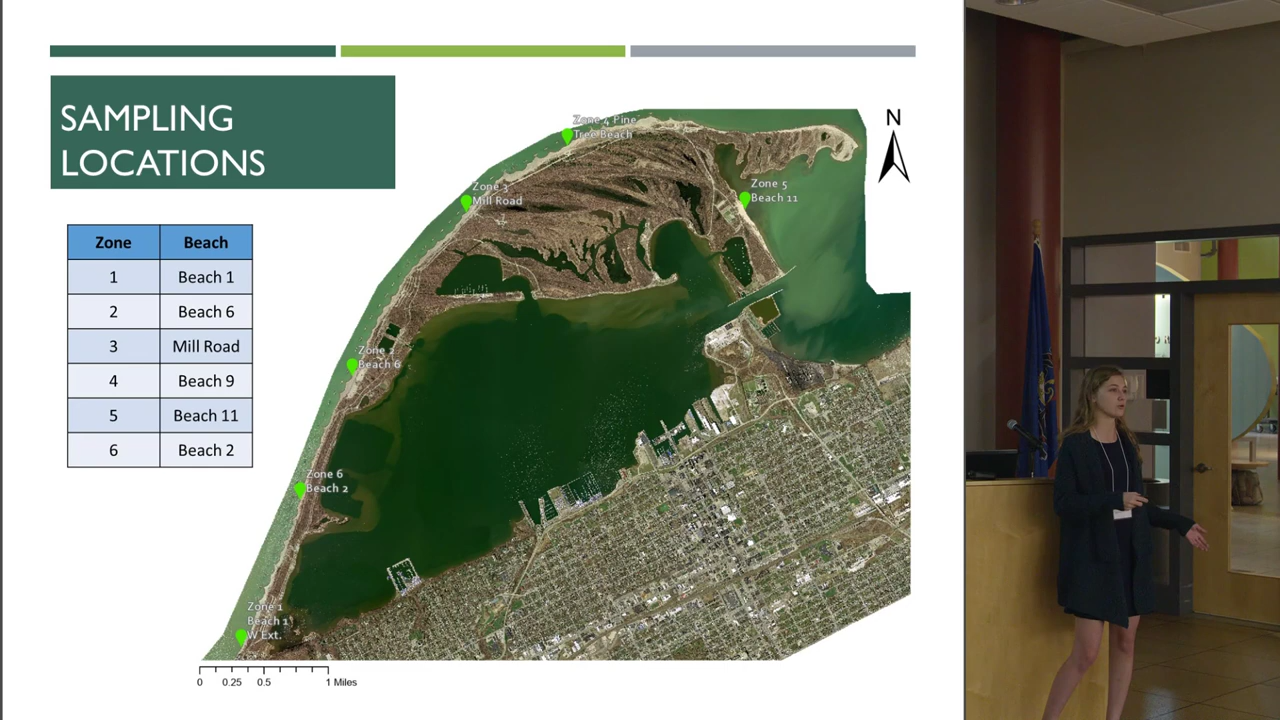 SAMPLING
LOCATIONS
Zone Beach
1 Beach 1
2 Beach 6
3 Mill Road
4 Beach 9
5 Beach 11
6 Beach 2
Zone 4 Pine
Tree Beach
Zone 3
Mill Road
Zone 5
Beach 11
Zone 2
Beach 6
Zone 6
Beach 2
Zone 1
Beach 1
W Ext.
N
0 0.25 0.5 1 Miles